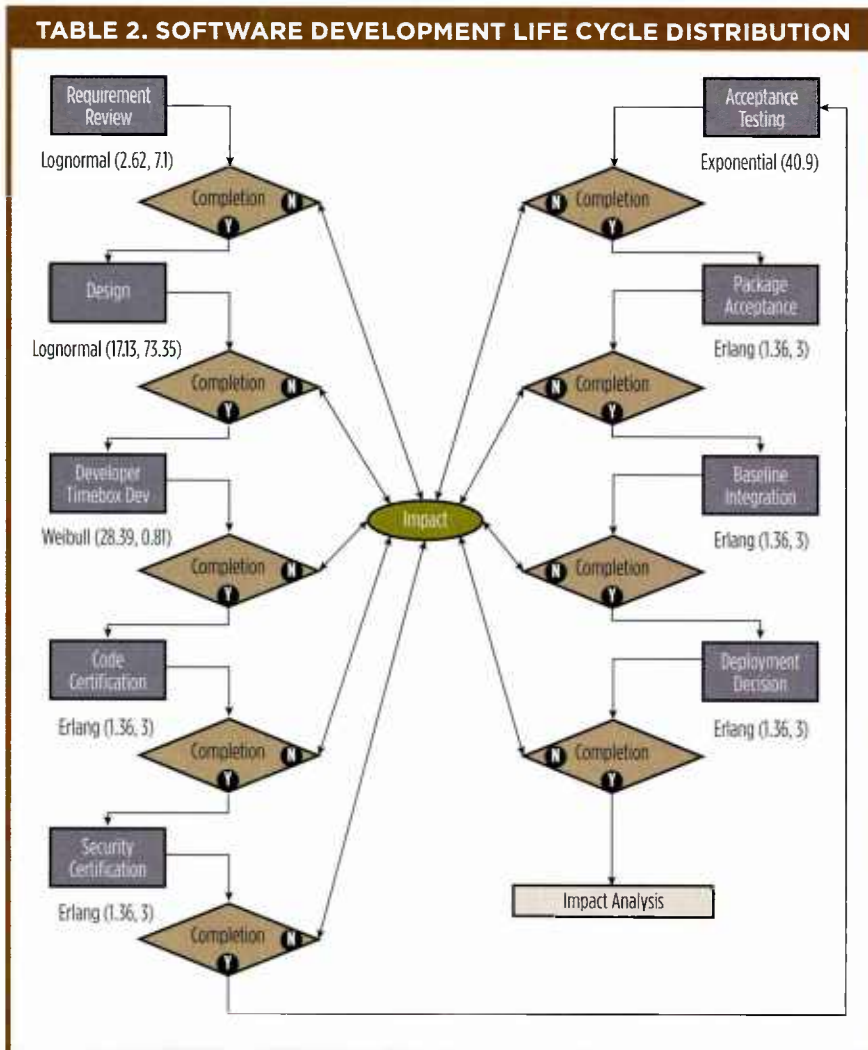 TABLE 2. SOFTWARE DEVELOPMENT LIFE CYCLE DISTRIBUTION
Requirement
Review
Lognormal (2.62, 7.1)
Completion
N
Y
Design
Lognormal (17.13, 73.35)
Completion
N
Y
Developer
Timebox Dev
Weibull (28.39, 0.81)
Completion
N
Y
Code
Certification
Erlang (1.36, 3)
Completion
N
Y
Security
Certification
Erlang (1.36, 3)
Completion
N
Y
Impact
Acceptance
Testing
Exponential (40.9)
Completion
N
Y
Package
Acceptance
Erlang (1.36, 3)
Completion
N
Y
Baseline
Integration
Erlang (1.36, 3)
Completion
N
Y
Deployment
Decision
Erlang (1.36, 3)
Completion
N
Y
Impact Analysis